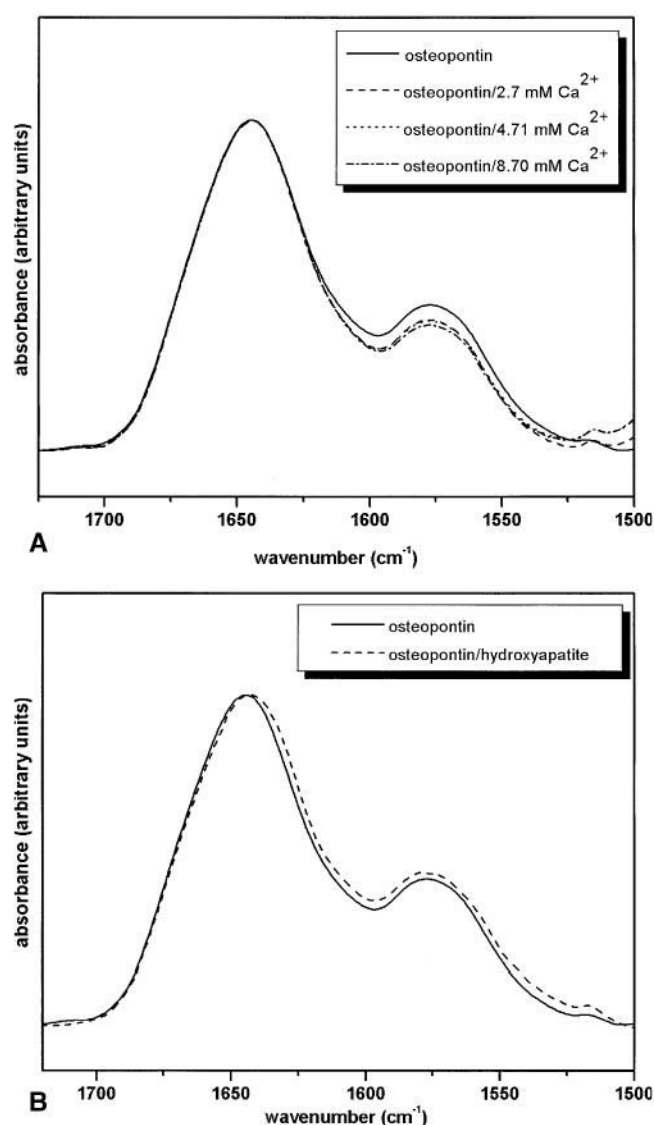 osteopontin
osteopontin/2.7 mM Ca²⁺
osteopontin/4.71 mM Ca²⁺
osteopontin/8.70 mM Ca²⁺
absorbance (arbitrary units)
1700 1650 1600 1550 1500
A
wavenumber (cm⁻¹)
osteopontin
osteopontin/hydroxyapatite
absorbance (arbitrary units)
1700 1650 1600 1550 1500
B
wavenumber (cm⁻¹)